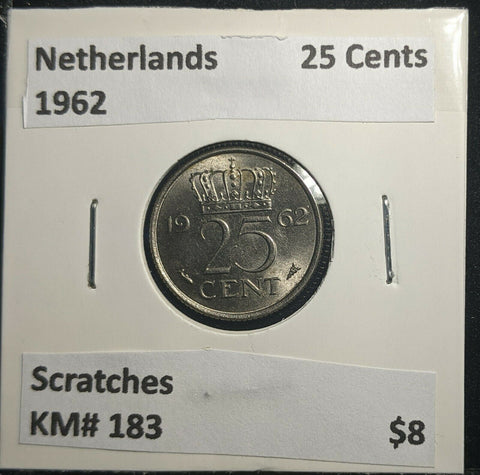 Netherlands 25 Cents
1962
19 62
25
CENT
Scratches
KM# 183 $8